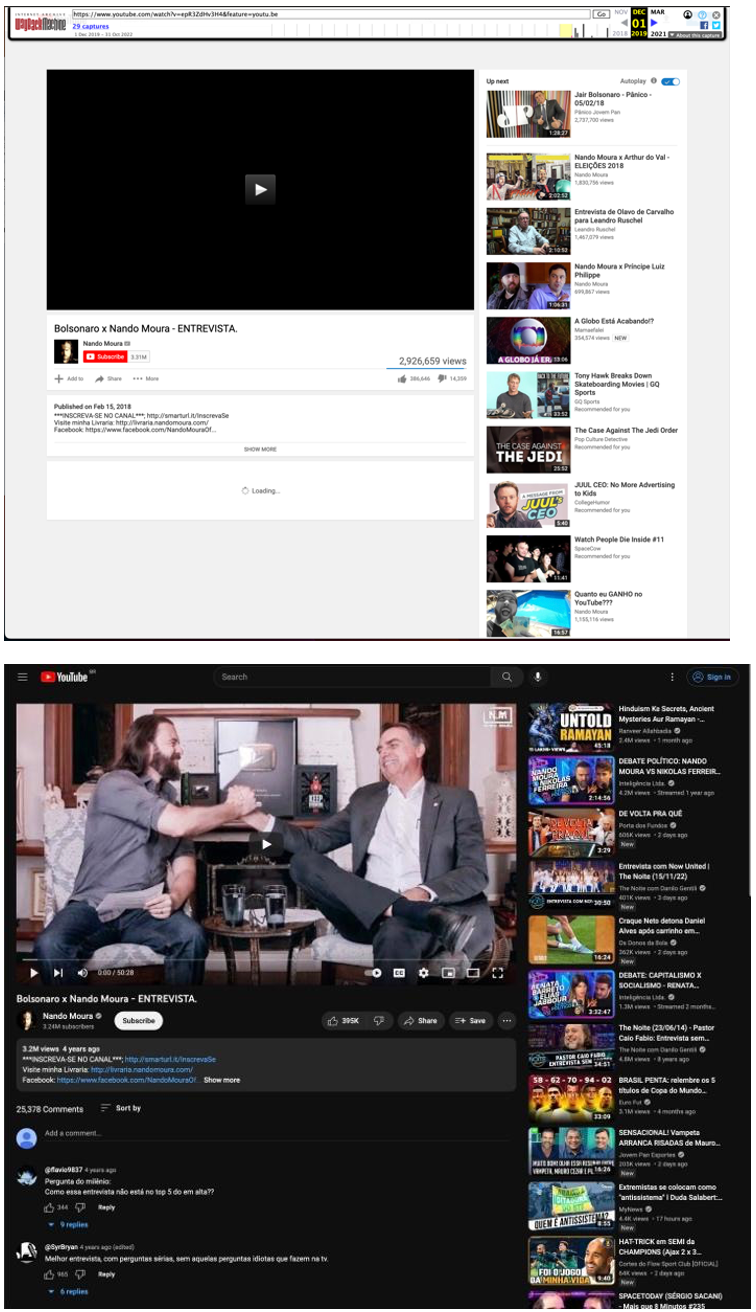 INTERNET ARCHIVE
WayBackMachine
https://www.youtube.com/watch?v=epR3ZdHv3H4&feature=youtu.be
Go
NOV DEC MAR
29 captures
01
1 Dec 2018 – 31 Oct 2022
2018 2019 2021
About this capture
Up next
Autoplay
Jair Bolsonaro - Pânico -
05/02/18
Pânico Jovem Pan
2,737,700 views
1:28:27
Nando Moura x Arthur do Val -
ELEIÇÕES 2018
Nando Moura
1,830,756 views
2:02:52
Entrevista de Olavo de Carvalho
para Leandro Ruschel
Leandro Ruschel
1,467,079 views
2:10:52
Nando Moura x Príncipe Luiz
Philippe
Nando Moura
699,867 views
1:06:31
A Globo Está Acabando!?
Mamaefalei
354,574 views NEW
A GLOBO JÁ ER.
13:06
Tony Hawk Breaks Down
Skateboarding Movies | GQ
Sports
GQ Sports
Recommended for you
33:52
The Case Against The Jedi Order
Pop Culture Detective
Recommended for you
THE CASE AGAINST
THE JEDI
25:52
JUUL CEO: No More Advertising
to Kids
CollegeHumor
Recommended for you
A MESSAGE FROM
JUUL's
CEO
5:40
Watch People Die Inside #11
SpaceCow
Recommended for you
11:41
Quanto eu GANHO no
YouTube???
Nando Moura
1,155,116 views
16:57
Bolsonaro x Nando Moura - ENTREVISTA.
Nando Moura
Subscribe 3.31M
2,926,659 views
Add to Share More
386,646 14,359
Published on Feb 15, 2018
***INSCREVA-SE NO CANAL***; http://smarturl.it/InscrevaSe
Visite minha Livraria: http://livraria.nandomoura.com/
Facebook: https://www.facebook.com/NandoMouraOf...
SHOW MORE
Loading...
YouTube BR
Search
Sign in
N.M
KEEP
0:00 / 50:28
CC
Bolsonaro x Nando Moura - ENTREVISTA.
Nando Moura
3.24M subscribers
Subscribe
395K
Share
Save
3.2M views 4 years ago
***INSCREVA-SE NO CANAL***; http://smarturl.it/InscrevaSe
Visite minha Livraria: http://livraria.nandomoura.com/
Facebook: https://www.facebook.com/NandoMouraOf... Show more
25,378 Comments
Sort by
Add a comment...
@flavio9837 4 years ago
Pergunta do milênio:
Como essa entrevista não está no top 5 do em alta??
344 Reply
9 replies
@SyrBryan 4 years ago (edited)
Melhor entrevista, com perguntas sérias, sem aquelas perguntas idiotas que fazem na tv.
965 Reply
6 replies
Hinduism Ke Secrets, Ancient
Mysteries Aur Ramayan -...
Ranveer Allahbadia
2.4M views • 1 month ago
UNTOLD
RAMAYAN
45:18
DEBATE POLÍTICO: NANDO
MOURA VS NIKOLAS FERREIR...
Inteligência Ltda.
4.2M views • Streamed 1 year ago
NANDO
MOURA
NIKOLAS
FERREIRA
2:14:56
DE VOLTA PRA QUÊ
Porta dos Fundos
606K views • 2 days ago
New
3:29
Entrevista com Now United |
The Noite (15/11/22)
The Noite com Danilo Gentili
401K views • 3 days ago
New
30:50
Craque Neto detona Daniel
Alves após carrinho em...
Os Donos da Bola
362K views • 2 days ago
New
16:24
DEBATE: CAPITALISMO X
SOCIALISMO - RENATA...
Inteligência Ltda.
1.3M views • Streamed 2 months...
RENATA
BARRETO
ELIAS
JABBOUR
3:32:47
The Noite (23/06/14) - Pastor
Caio Fabio: Entrevista sem...
The Noite com Danilo Gentili
4.8M views • 8 years ago
PASTOR CAIO FABIO
ENTREVISTA SEM
34:51
BRASIL PENTA: relembre os 5
títulos de Copa do Mundo...
Euro Fut
3.1M views • 4 months ago
58 - 62 - 70 - 94 - 02
33:09
SENSACIONAL! Vampeta
ARRANCA RISADAS de Mauro...
Jovem Pan Esportes
205K views • 2 days ago
New
16:26
Extremistas se colocam como
"antissistema" | Duda Salabert:...
MyNews
4.4K views • 17 hours ago
New
QUEM É ANTISSISTEMA?
8:55
HAT-TRICK em SEMI da
CHAMPIONS (Ajax 2 x 3...
Cortes do Flow Sport Club [OFICIAL]
64K views • 2 days ago
New
FOI O JOGO
DA MINHA VIDA
9:40
SPACETODAY (SÉRGIO SACANI)
- Mais que 8 Minutos #235